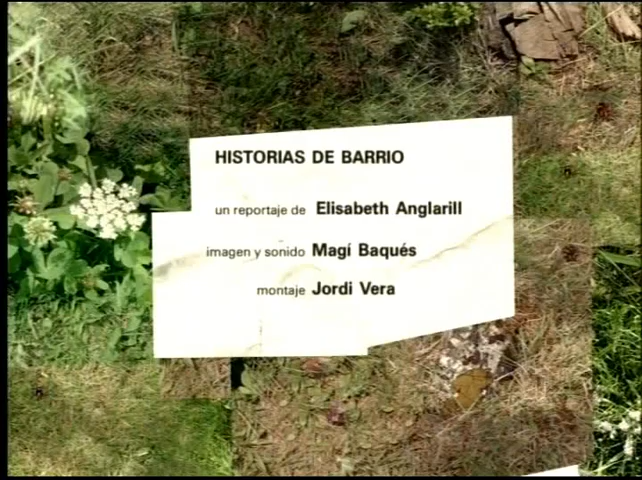 HISTORIAS DE BARRIO
un reportaje de Elisabeth Anglarill
imagen y sonido Magí Baqués
montaje Jordi Vera